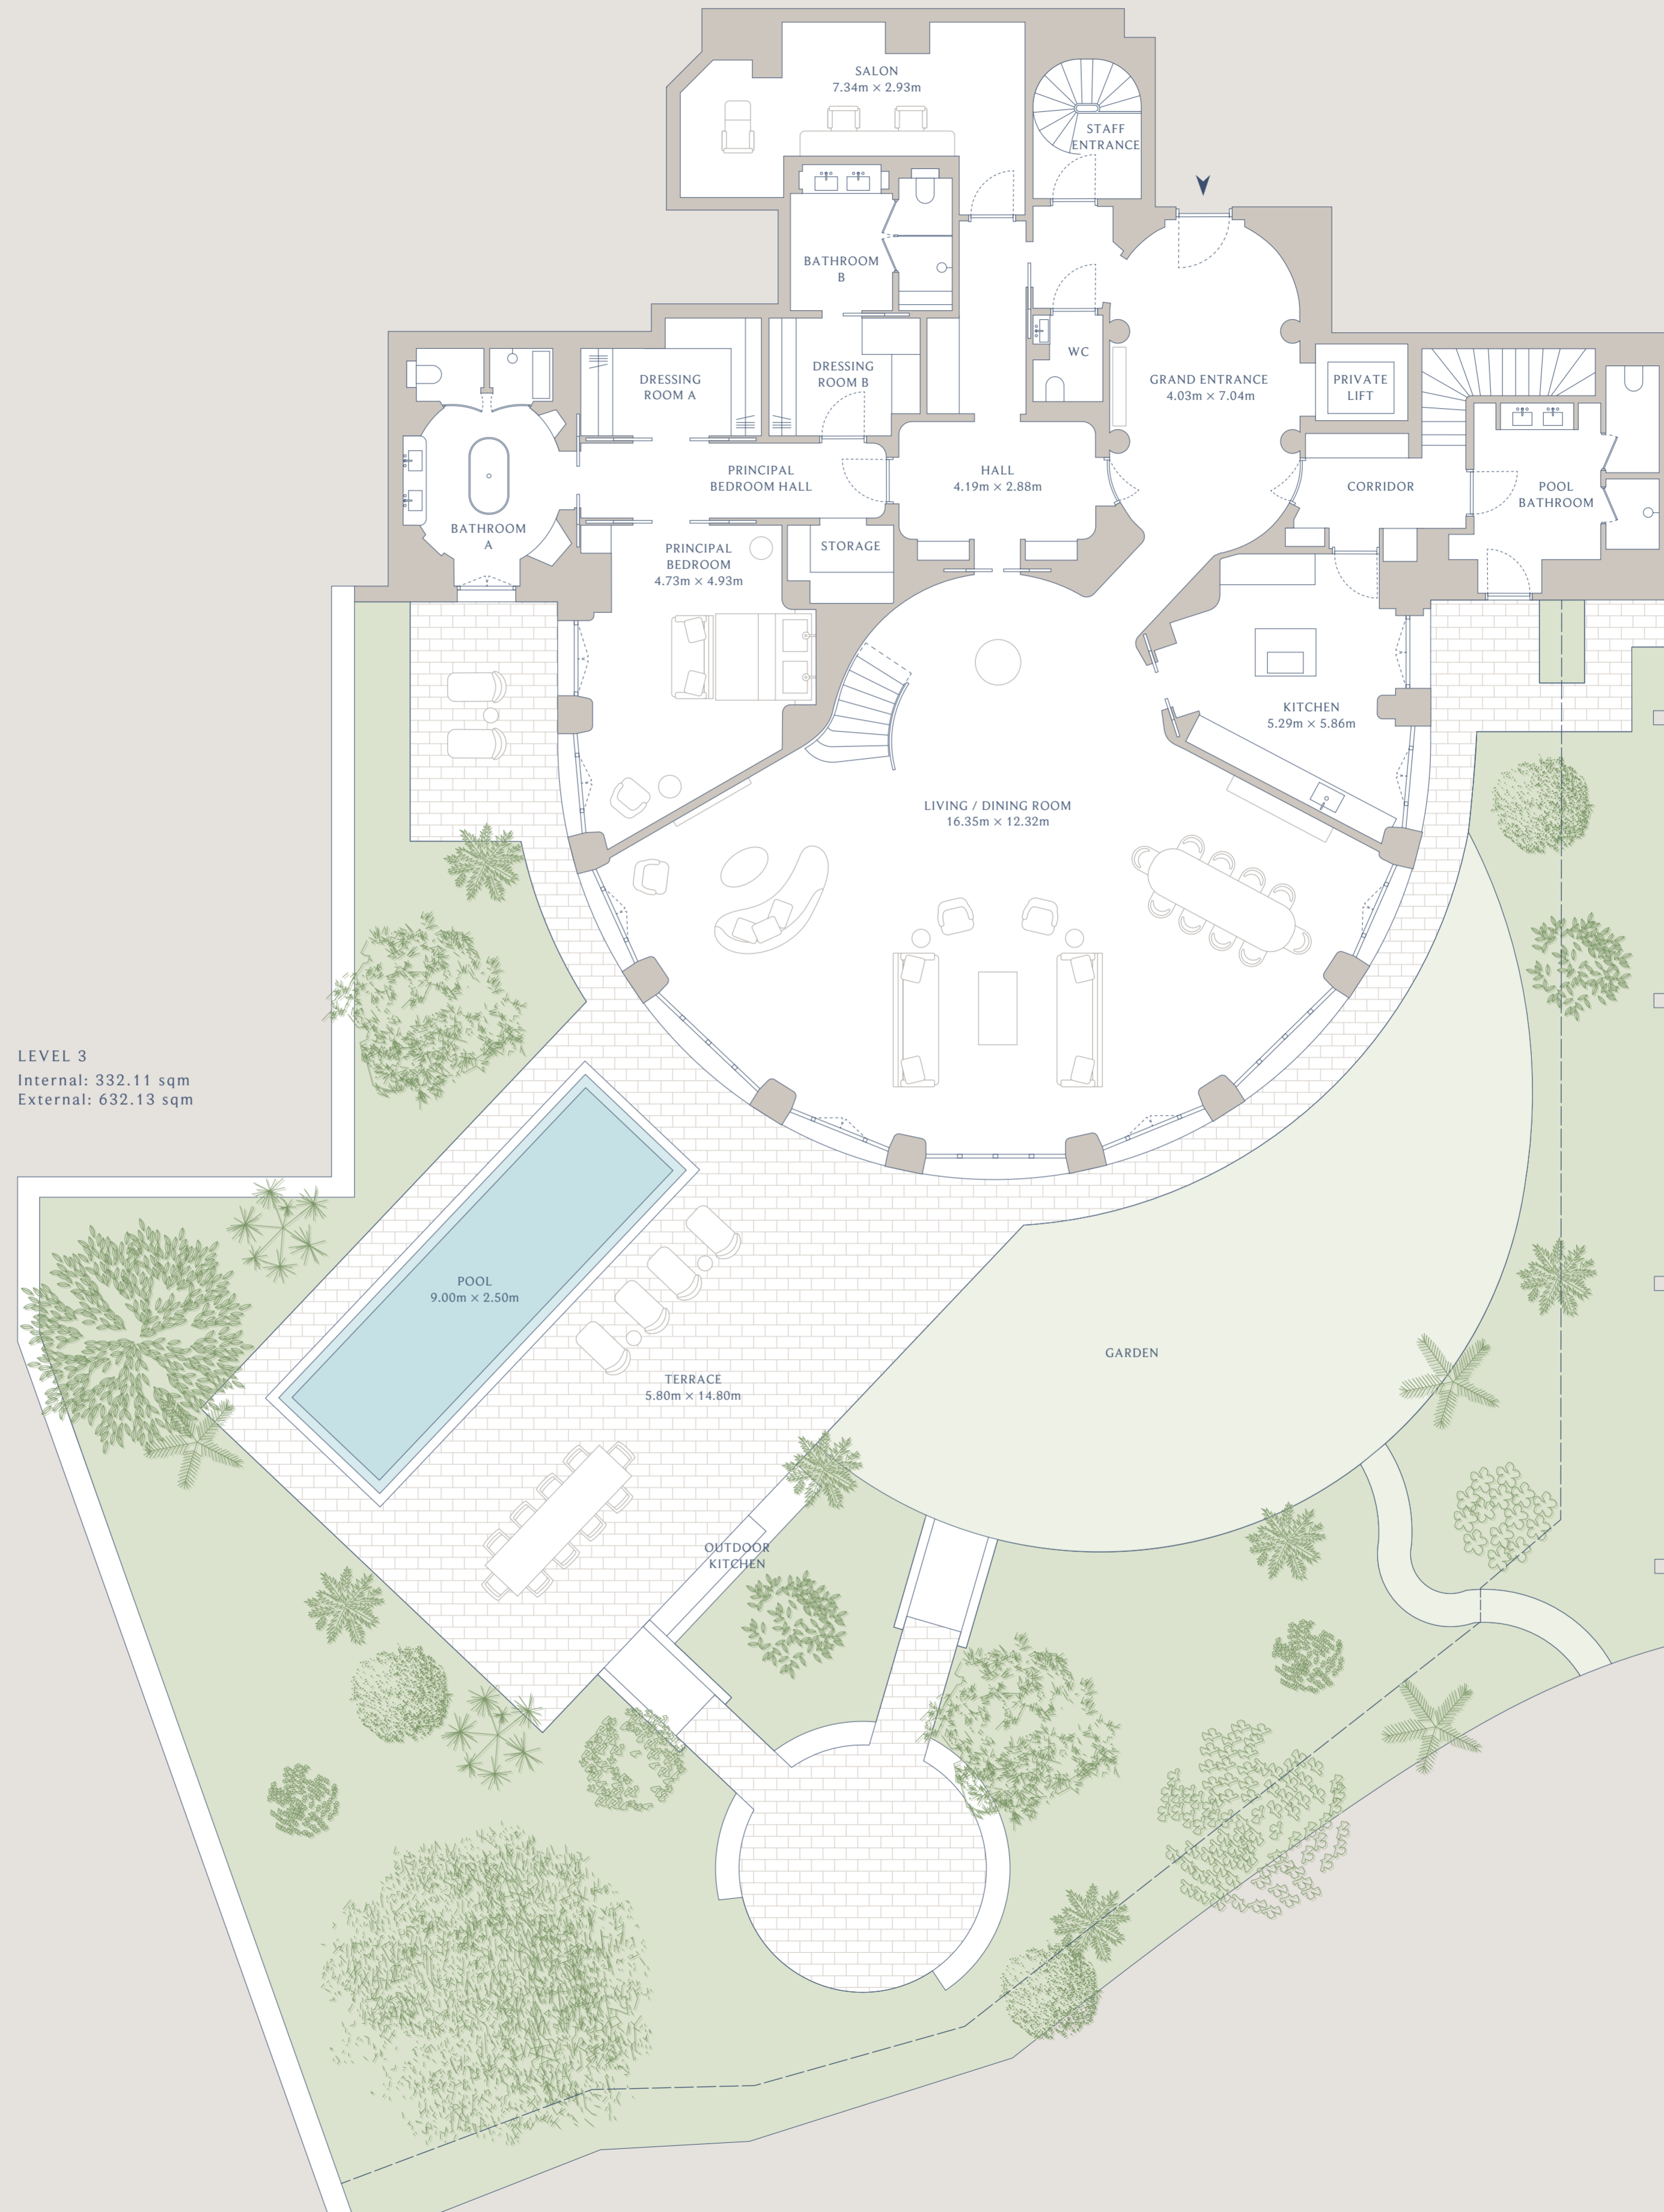 SALON
7.34m × 2.93m
STAFF
ENTRANCE
BATHROOM
B
WC
DRESSING
ROOM A
DRESSING
ROOM B
GRAND ENTRANCE
4.03m × 7.04m
PRIVATE
LIFT
PRINCIPAL
BEDROOM HALL
HALL
4.19m × 2.88m
CORRIDOR
POOL
BATHROOM
BATHROOM
A
PRINCIPAL
BEDROOM
4.73m × 4.93m
STORAGE
KITCHEN
5.29m × 5.86m
LIVING / DINING ROOM
16.35m × 12.32m
LEVEL 3
Internal: 332.11 sqm
External: 632.13 sqm
POOL
9.00m × 2.50m
GARDEN
TERRACE
5.80m × 14.80m
OUTDOOR
KITCHEN